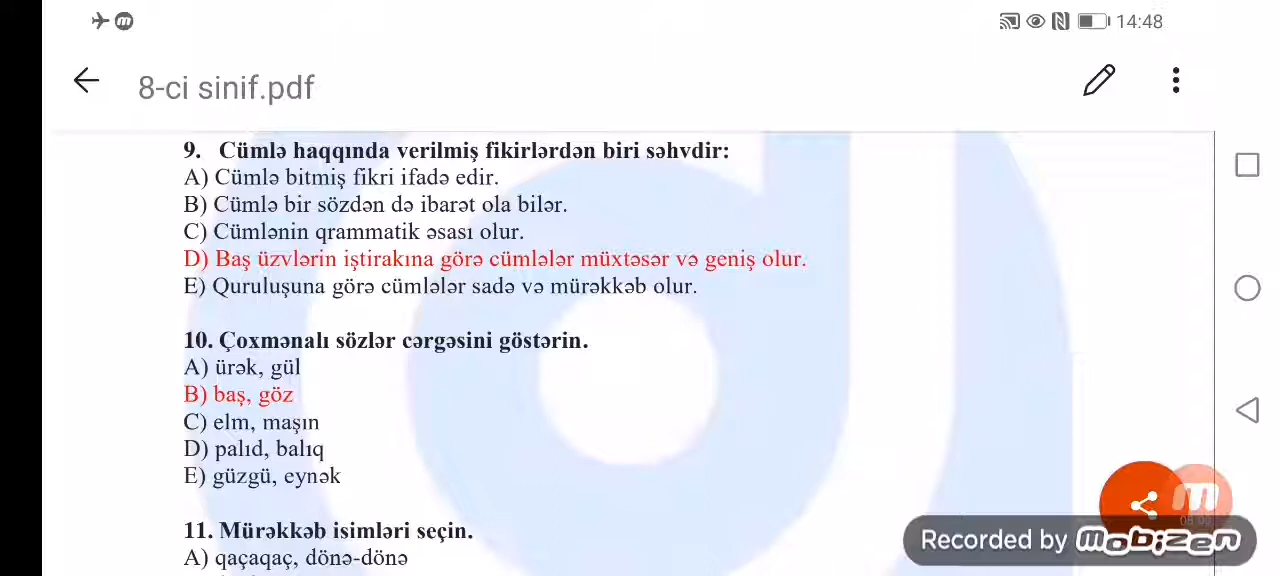 14:48
8-ci sinif.pdf
9. Cümlə haqqında verilmiş fikirlərdən biri səhvdir:
A) Cümlə bitmiş fikri ifadə edir.
B) Cümlə bir sözdən də ibarət ola bilər.
C) Cümlənin qrammatik əsası olur.
D) Baş üzvlərin iştirakına görə cümlələr müxtəsər və geniş olur.
E) Quruluşuna görə cümlələr sadə və mürəkkəb olur.
10. Çoxmənalı sözlər cərgəsini göstərin.
A) ürək, gül
B) baş, göz
C) elm, maşın
D) palıd, balıq
E) güzgü, eynək
11. Mürəkkəb isimləri seçin.
A) qaçaqaç, dönə-dönə
Recorded by Mobizen